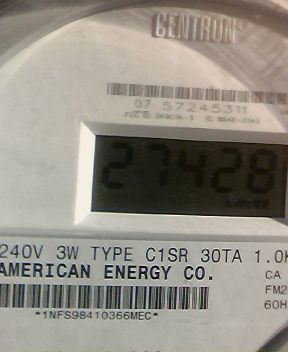 CENTRON®
07 57245311
27428
240V 3W TYPE C1SR 30TA 1.0K
AMERICAN ENERGY CO.
CA
FM2
60H
*1NFS98410366MEC*